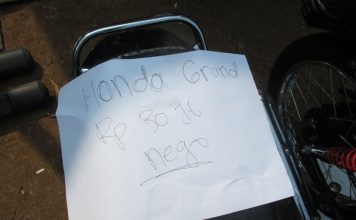 Honda Grand
Rp 30 jt
nego